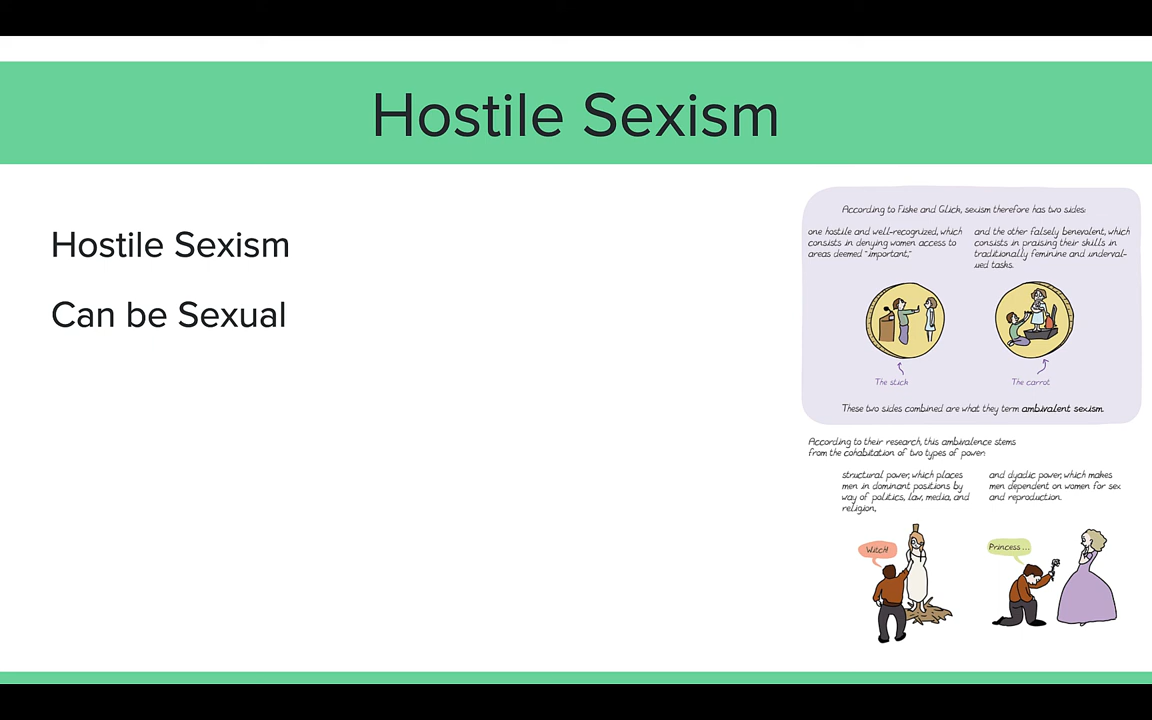 Hostile Sexism
Hostile Sexism
Can be Sexual
According to Fiske and Glick, sexism therefore has two sides:
one hostile and well-recognized, which
consists in denying women access to
areas deemed "important,"
and the other falsely benevolent, which
consists in praising their skills in
traditionally feminine and underval-
ued tasks.
The stick
The carrot
These two sides combined are what they term ambivalent sexism.
According to their research, this ambivalence stems
from the cohabitation of two types of power:
structural power, which places
men in dominant positions by
way of politics, law, media, and
religion,
and dyadic power, which makes
men dependent on women for sex
and reproduction.
Witch!
Princess...